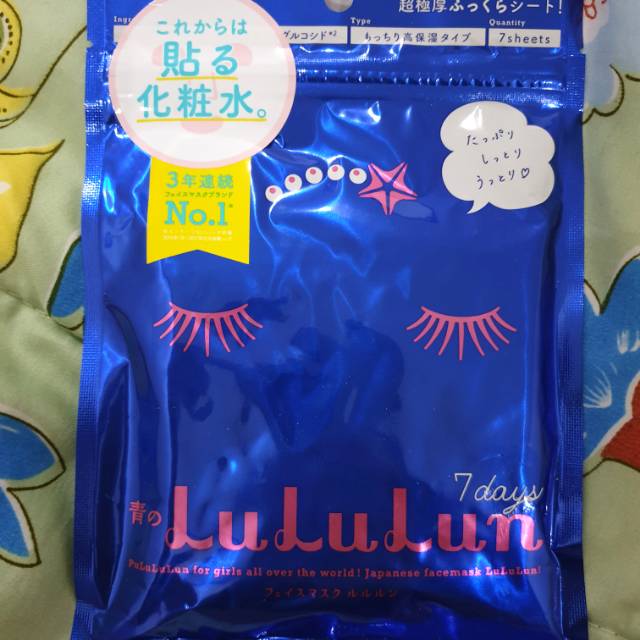 超極厚ふっくらシート!
Type
Quantity
グルコシド*²
もっちり高保湿タイプ
7sheets
これからは
貼る
化粧水。
3年連続
フェイスマスクブランド
No.1*
たっぷり
しっとり
うっとり♡
7 days
青の LuLuLun
PuLuLuLun for girls all over the world! Japanese facemask LuLuLun!
フェイスマスク ルルルン